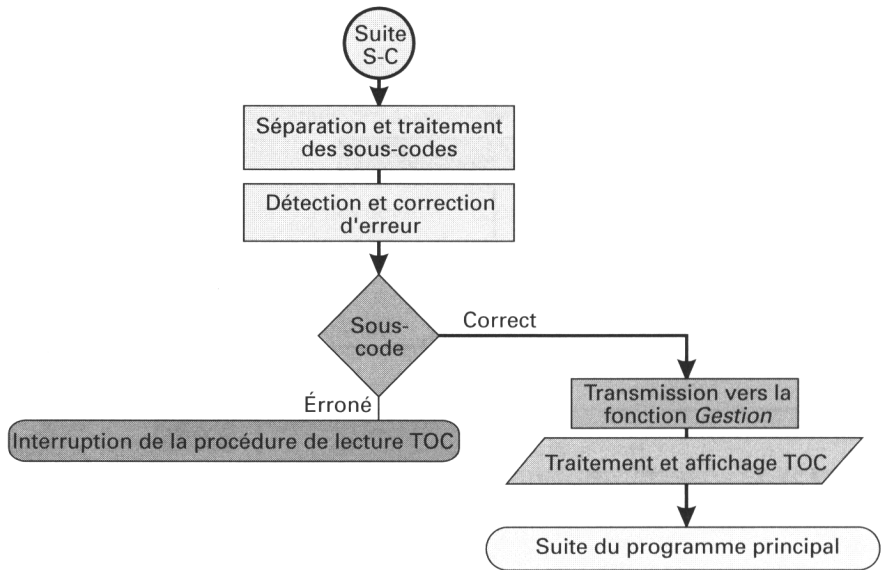 Suite
S-C
Séparation et traitement
des sous-codes
Détection et correction
d'erreur
Sous-
code
Correct
Érroné
Interruption de la procédure de lecture TOC
Transmission vers la
fonction Gestion
Traitement et affichage TOC
Suite du programme principal